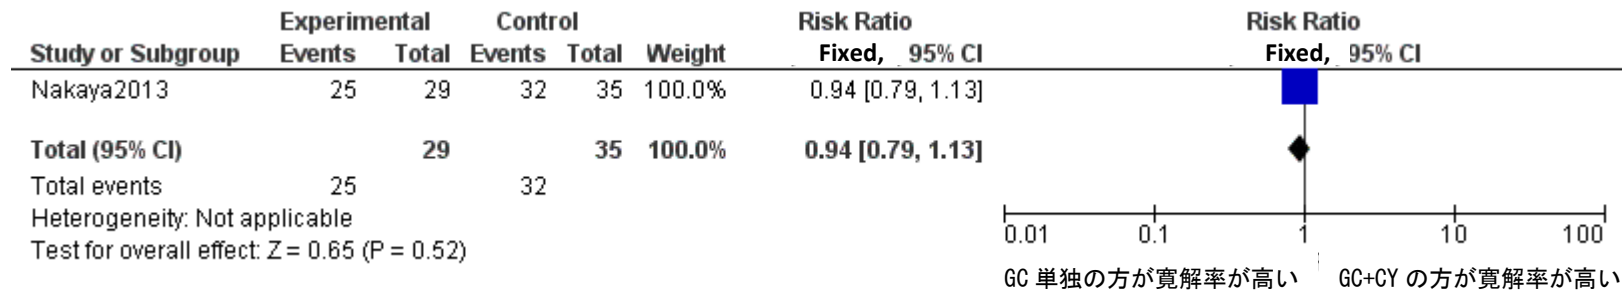 Experimental Control Risk Ratio Risk Ratio
Study or Subgroup Events Total Events Total Weight Fixed, 95% CI Fixed, 95% CI
Nakaya2013 25 29 32 35 100.0% 0.94 [0.79, 1.13]
Total (95% CI) 29 35 100.0% 0.94 [0.79, 1.13]
Total events 25 32
Heterogeneity: Not applicable
Test for overall effect: Z = 0.65 (P = 0.52)
0.01 0.1 1 10 100
GC 単独の方が寛解率が高い GC+CY の方が寛解率が高い